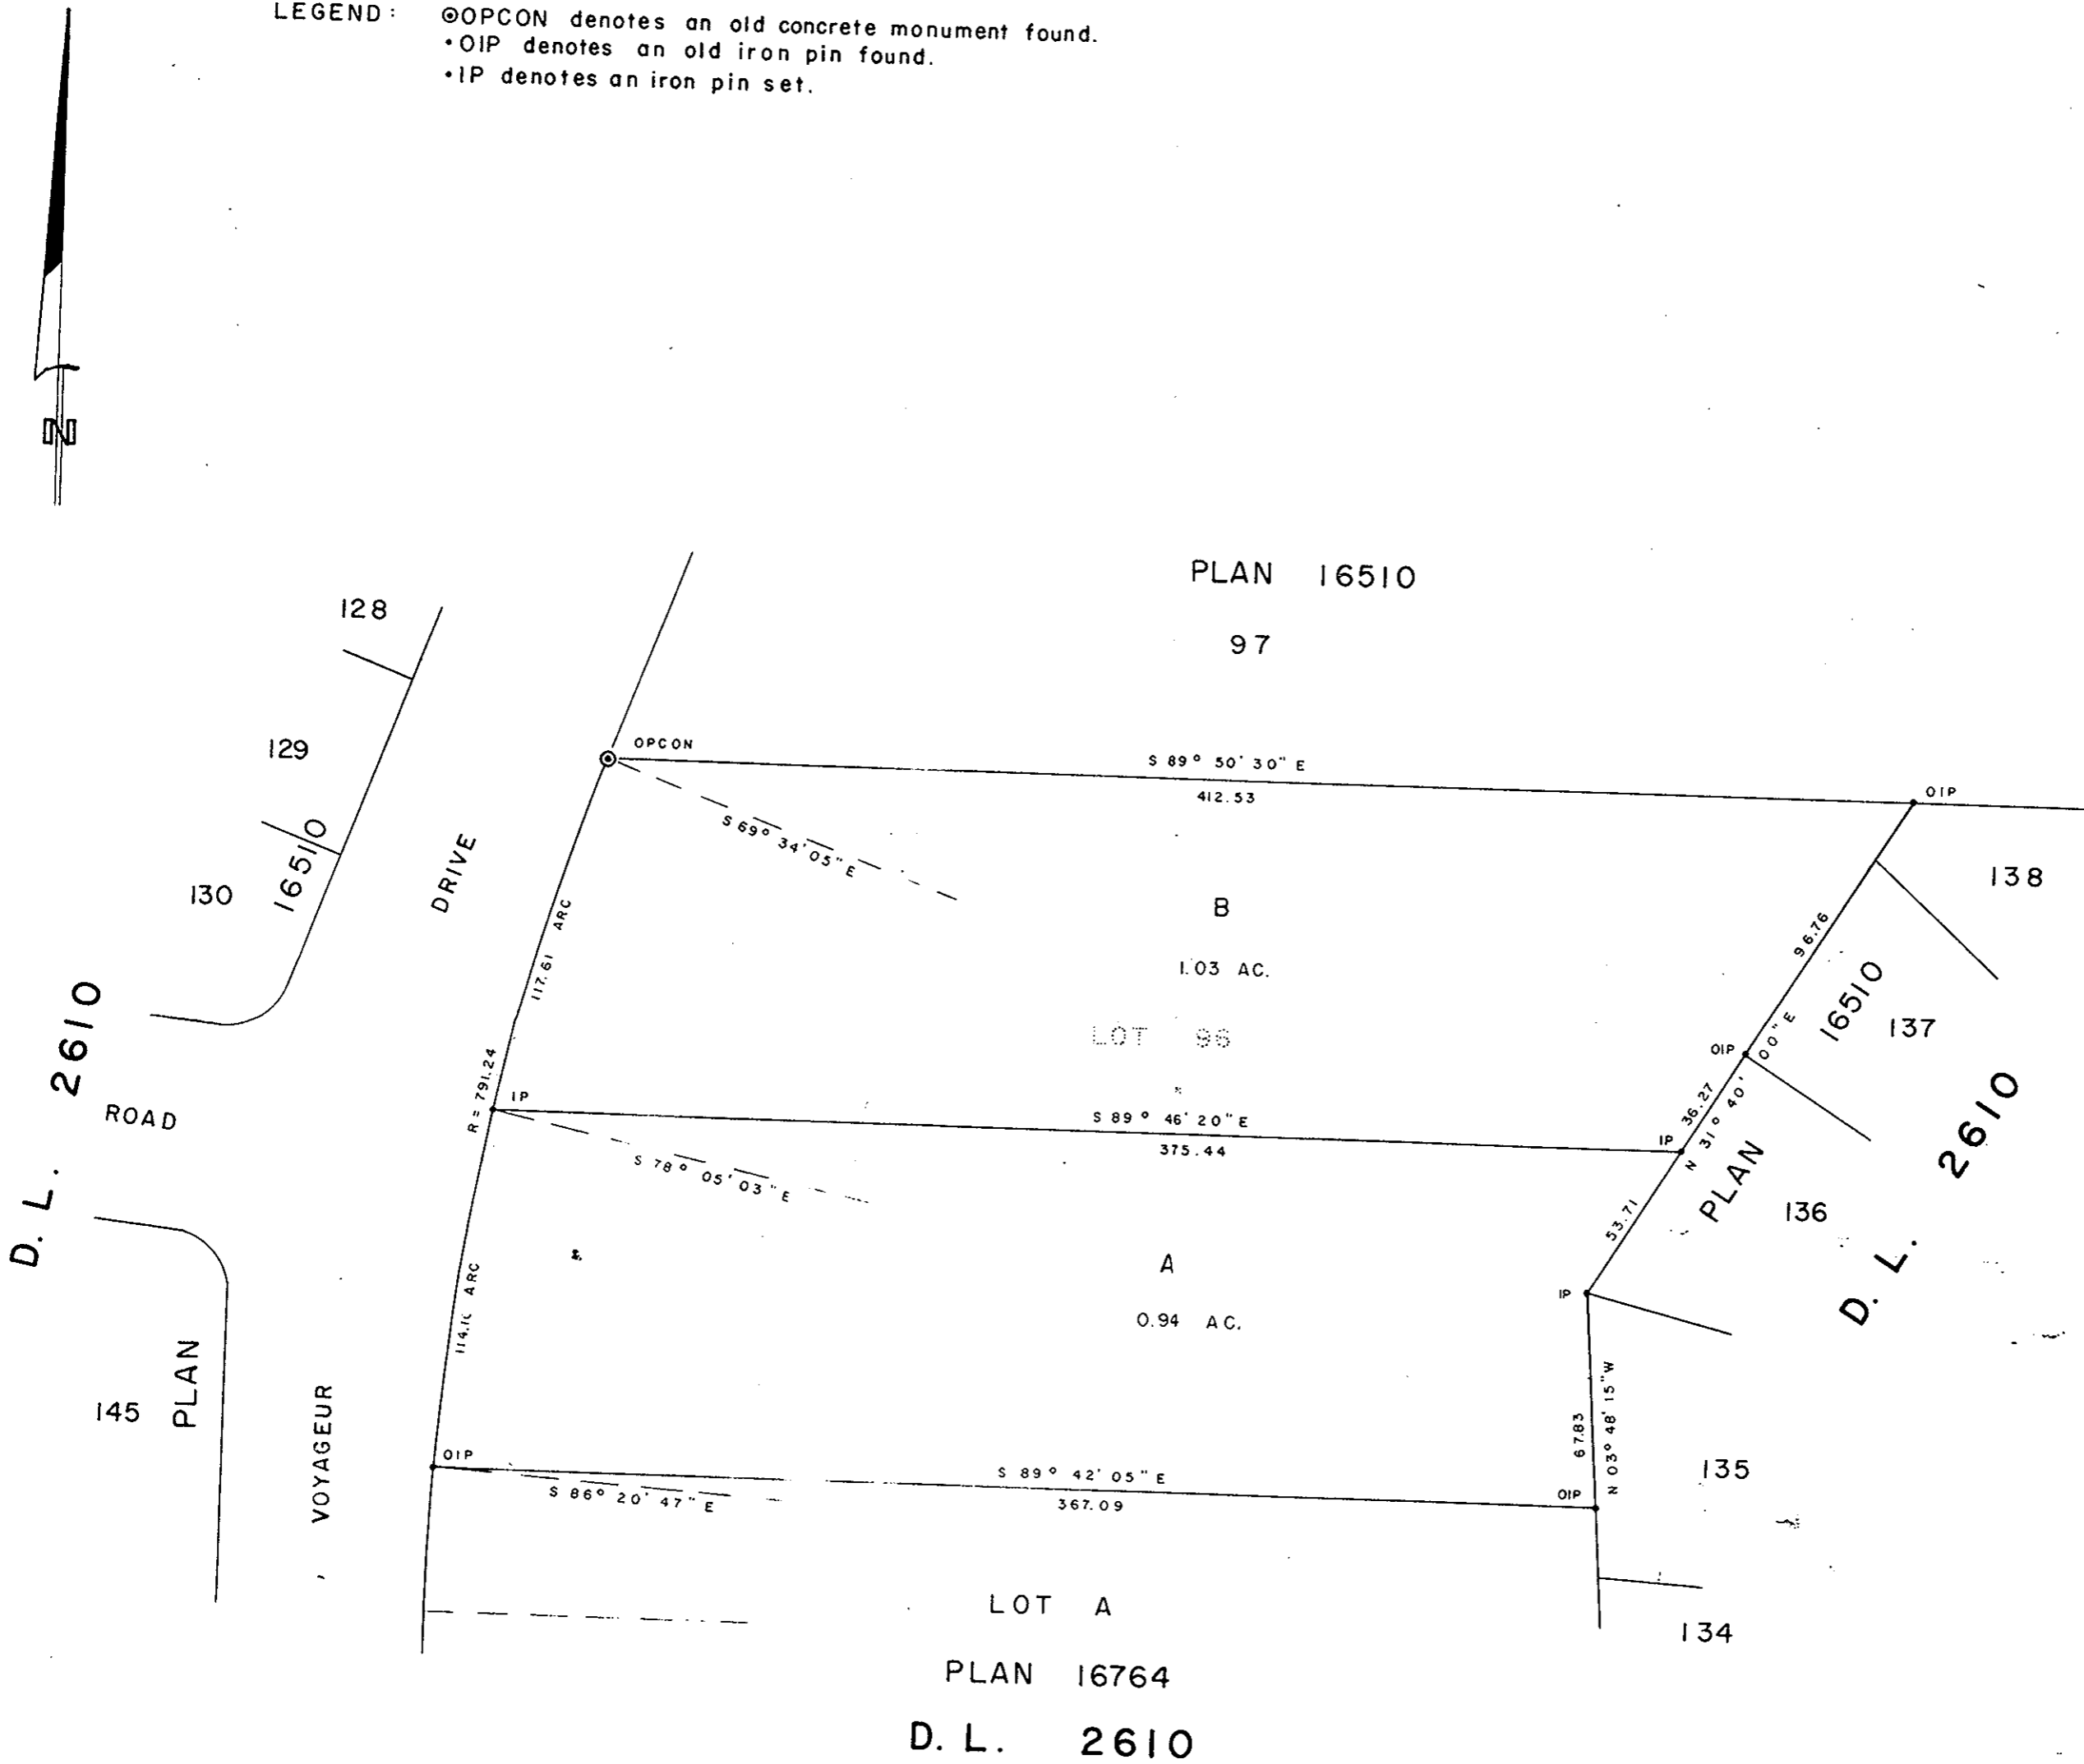 LEGEND: ⊙OPCON denotes an old concrete monument found.
•OIP denotes an old iron pin found.
•IP denotes an iron pin set.
N
PLAN 16510
97
128
129
130
16510
DRIVE
OPCON
S 89° 50' 30" E
412.53
OIP
S 69° 34' 05" E
138
B
1.03 AC.
LOT 96
117.61 ARC
96.76
16510
137
OIP
D. L. 2610
ROAD
R = 791.24
IP
S 89° 46' 20" E
375.44
IP
36.27
N 31° 40' 00" E
PLAN
136
D. L. 2610
S 78° 05' 03" E
53.71
A
0.94 AC.
IP
114.1 ARC
145
PLAN
VOYAGEUR
67.83
N 03° 48' 15" W
135
OIP
S 89° 42' 05" E
367.09
OIP
S 86° 20' 47" E
LOT A
134
PLAN 16764
D. L. 2610